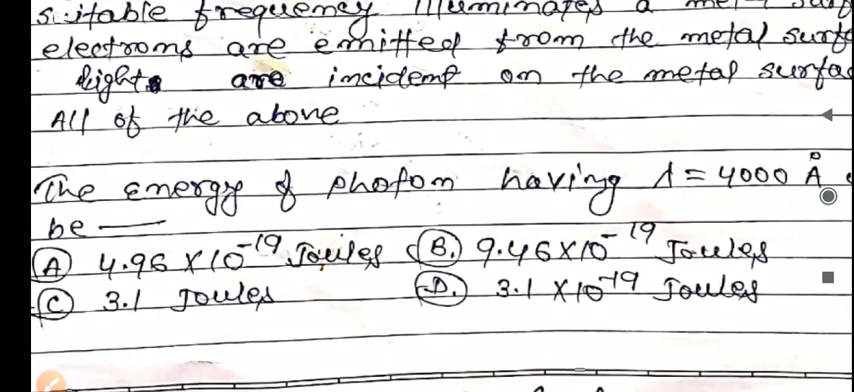 suitable frequency illuminates a metal surf
electrons are emitted from the metal surfa
light are incident on the metal surfac
All of the above
The energy of photon having λ = 4000 Å
be —
(A) 4.96 X 10⁻¹⁹ Joules (B.) 9.46 X 10⁻¹⁹ Joules
(C) 3.1 Joules (D.) 3.1 X 10⁻¹⁹ Joules